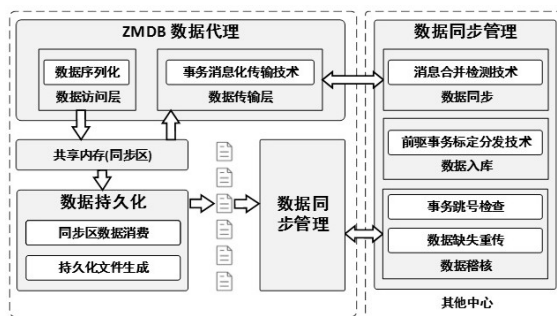 ZMDB 数据代理
数据序列化
数据访问层
事务消息化传输技术
数据传输层
共享内存(同步区)
数据持久化
同步区数据消费
持久化文件生成
数据同
步管理
数据同步管理
消息合并检测技术
数据同步
前驱事务标定分发技术
数据入库
事务跳号检查
数据缺失重传
数据稽核
其他中心